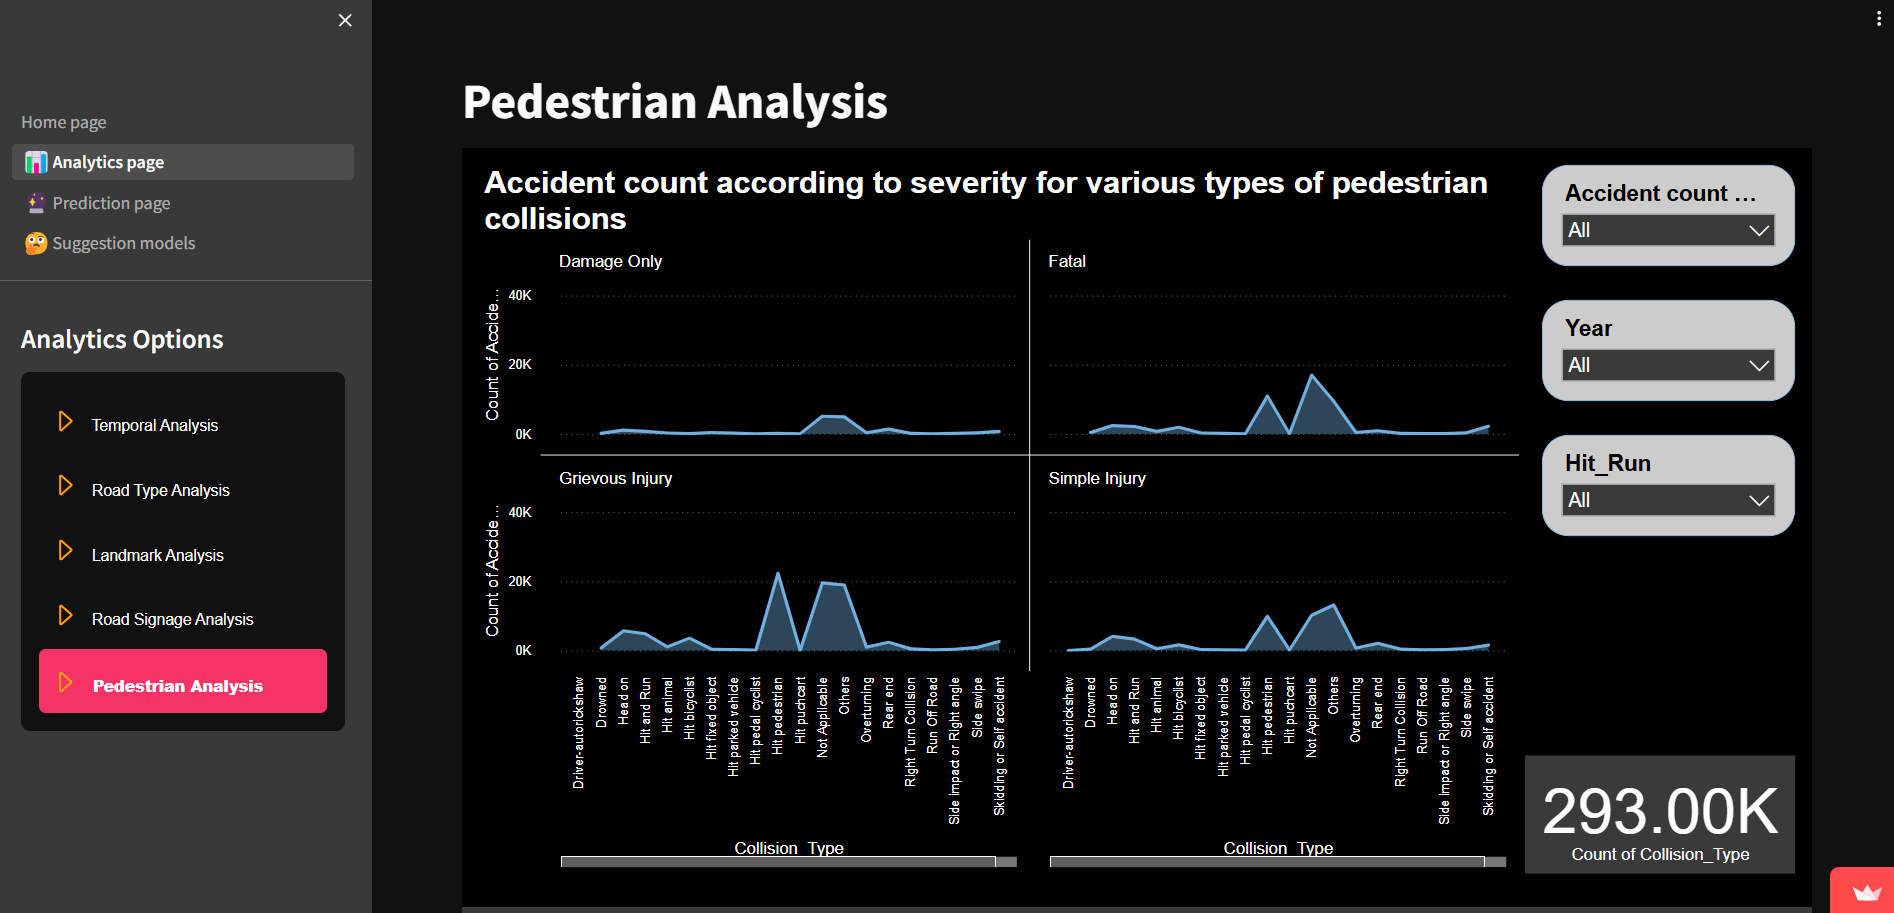 Home page
Analytics page
Prediction page
Suggestion models
Analytics Options
Temporal Analysis
Road Type Analysis
Landmark Analysis
Road Signage Analysis
Pedestrian Analysis
Pedestrian Analysis
Accident count according to severity for various types of pedestrian
collisions
Damage Only
Fatal
Count of Accide...
40K
20K
0K
Grievous Injury
Simple Injury
Count of Accide...
40K
20K
0K
Driver-autorickshaw
Drowned
Head on
Hit and Run
Hit animal
Hit bicyclist
Hit fixed object
Hit parked vehicle
Hit pedal cyclist
Hit pedestrian
Hit puchcart
Not Applicable
Others
Overturning
Rear end
Right Turn Collision
Run Off Road
Side Impact or Right angle
Side swipe
Skidding or Self accident
Collision_Type
Driver-autorickshaw
Drowned
Head on
Hit and Run
Hit animal
Hit bicyclist
Hit fixed object
Hit parked vehicle
Hit pedal cyclist
Hit pedestrian
Hit puchcart
Not Applicable
Others
Overturning
Rear end
Right Turn Collision
Run Off Road
Side Impact or Right angle
Side swipe
Skidding or Self accident
Collision_Type
Accident count ...
All
Year
All
Hit_Run
All
293.00K
Count of Collision_Type